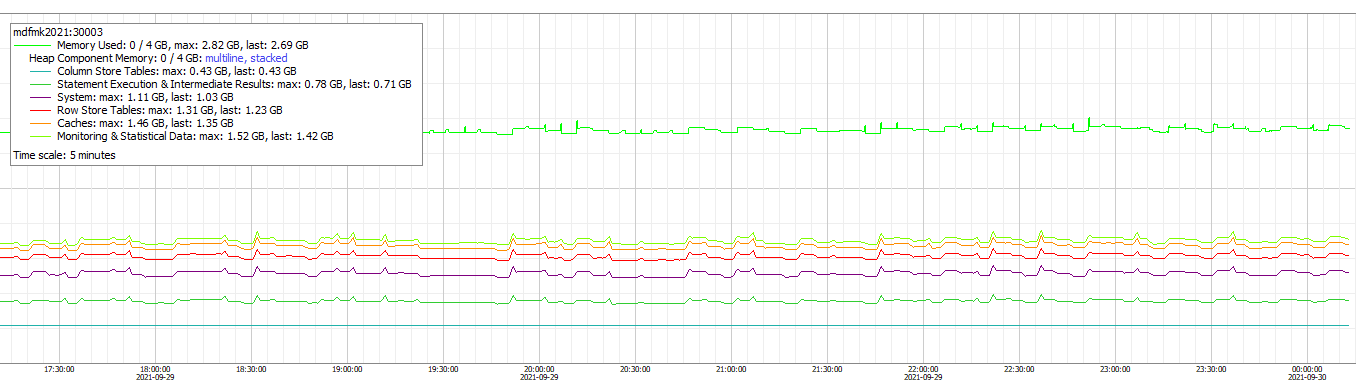 mdfmk2021:30003
Memory Used: 0 / 4 GB, max: 2.82 GB, last: 2.69 GB
Heap Component Memory: 0 / 4 GB: multiline, stacked
Column Store Tables: max: 0.43 GB, last: 0.43 GB
Statement Execution & Intermediate Results: max: 0.78 GB, last: 0.71 GB
System: max: 1.11 GB, last: 1.03 GB
Row Store Tables: max: 1.31 GB, last: 1.23 GB
Caches: max: 1.46 GB, last: 1.35 GB
Monitoring & Statistical Data: max: 1.52 GB, last: 1.42 GB
Time scale: 5 minutes
17:30:00 18:00:00 18:30:00 19:00:00 19:30:00 20:00:00 20:30:00 21:00:00 21:30:00 22:00:00 22:30:00 23:00:00 23:30:00 00:00:00
2021-09-29 2021-09-29 2021-09-29 2021-09-30